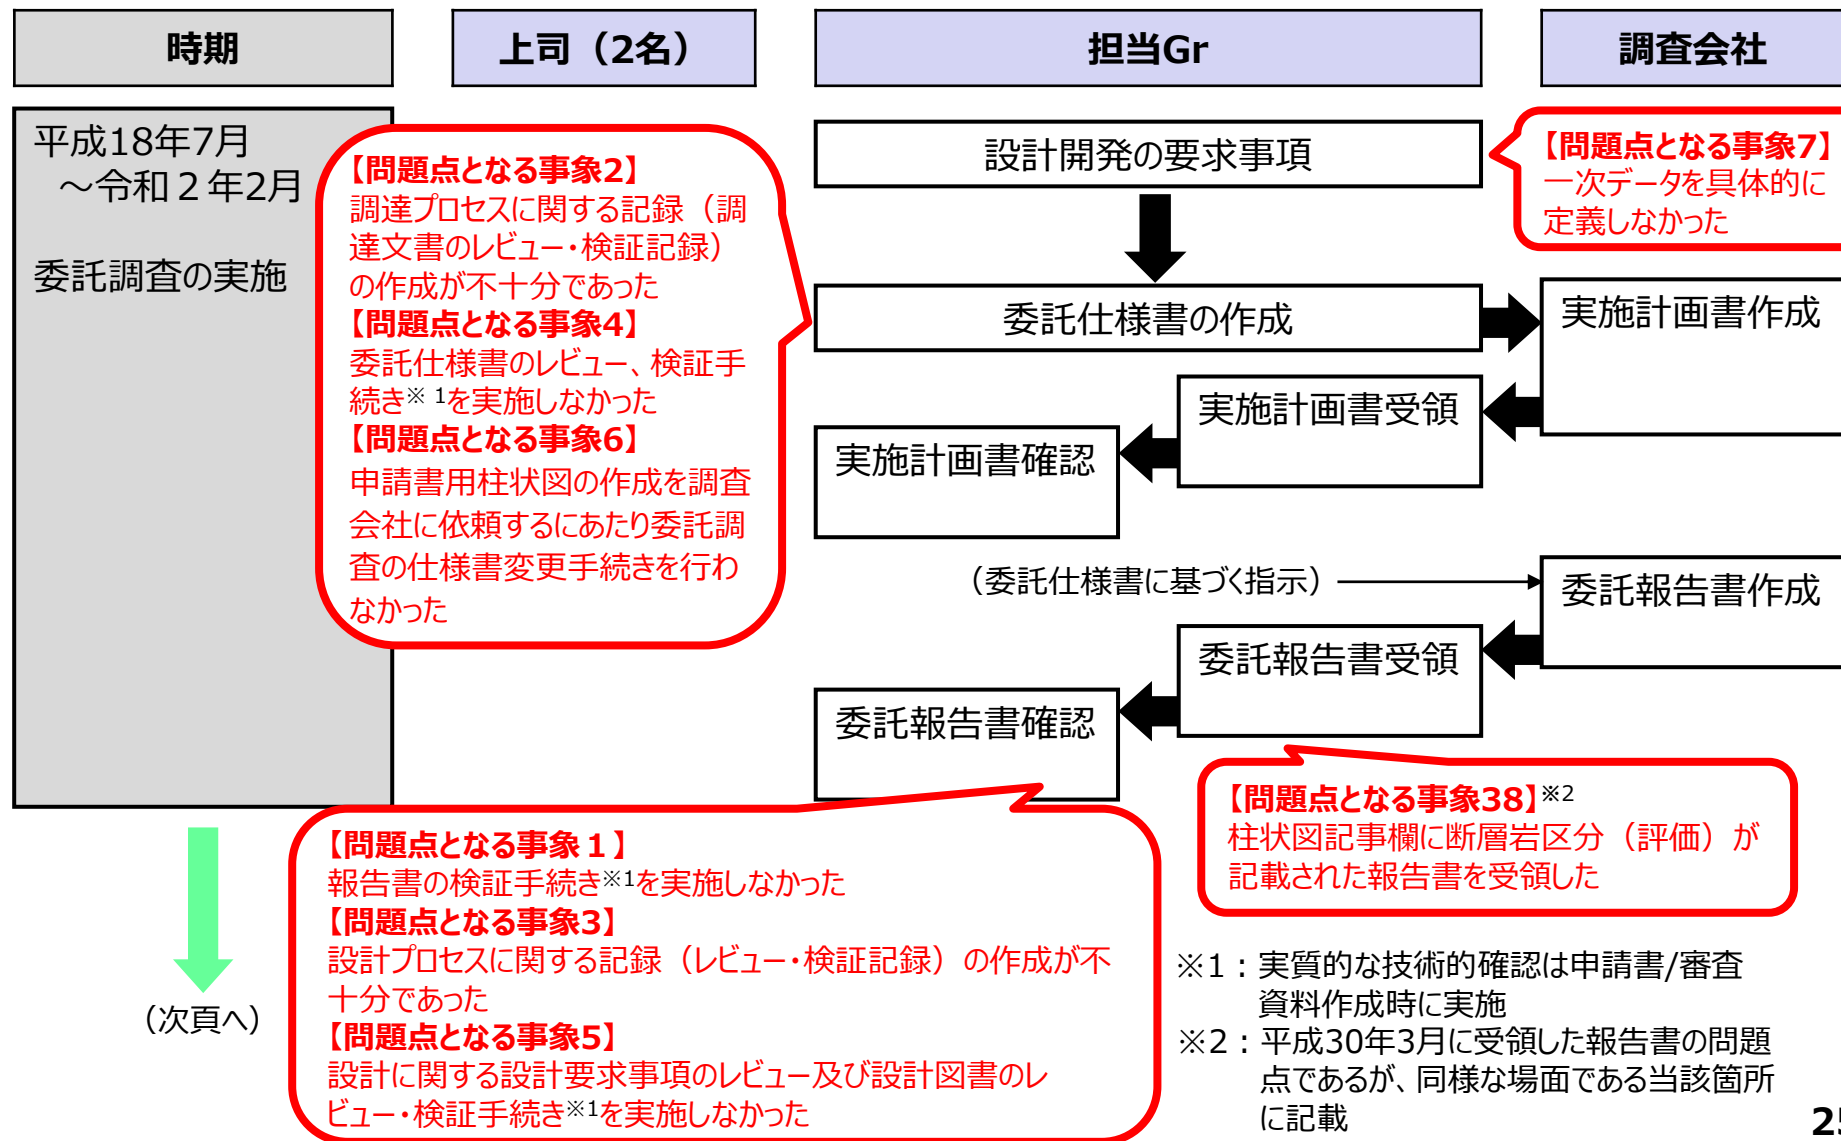 時期
上司（2名）
担当Gr
調査会社
平成18年7月
～令和２年2月
委託調査の実施
【問題点となる事象2】
調達プロセスに関する記録（調
達文書のレビュー・検証記録）
の作成が不十分であった
【問題点となる事象4】
委託仕様書のレビュー、検証手
続き※1を実施しなかった
【問題点となる事象6】
申請書用柱状図の作成を調査
会社に依頼するにあたり委託調
査の仕様書変更手続きを行わ
なかった
設計開発の要求事項
【問題点となる事象7】
一次データを具体的に
定義しなかった
委託仕様書の作成
実施計画書作成
実施計画書受領
実施計画書確認
（委託仕様書に基づく指示）
委託報告書作成
委託報告書受領
委託報告書確認
【問題点となる事象38】※2
柱状図記事欄に断層岩区分（評価）が
記載された報告書を受領した
【問題点となる事象１】
報告書の検証手続き※1を実施しなかった
【問題点となる事象3】
設計プロセスに関する記録（レビュー・検証記録）の作成が不
十分であった
【問題点となる事象5】
設計に関する設計要求事項のレビュー及び設計図書のレ
ビュー・検証手続き※1を実施しなかった
（次頁へ）
※1：実質的な技術的確認は申請書/審査
資料作成時に実施
※2：平成30年3月に受領した報告書の問題
点であるが、同様な場面である当該箇所
に記載